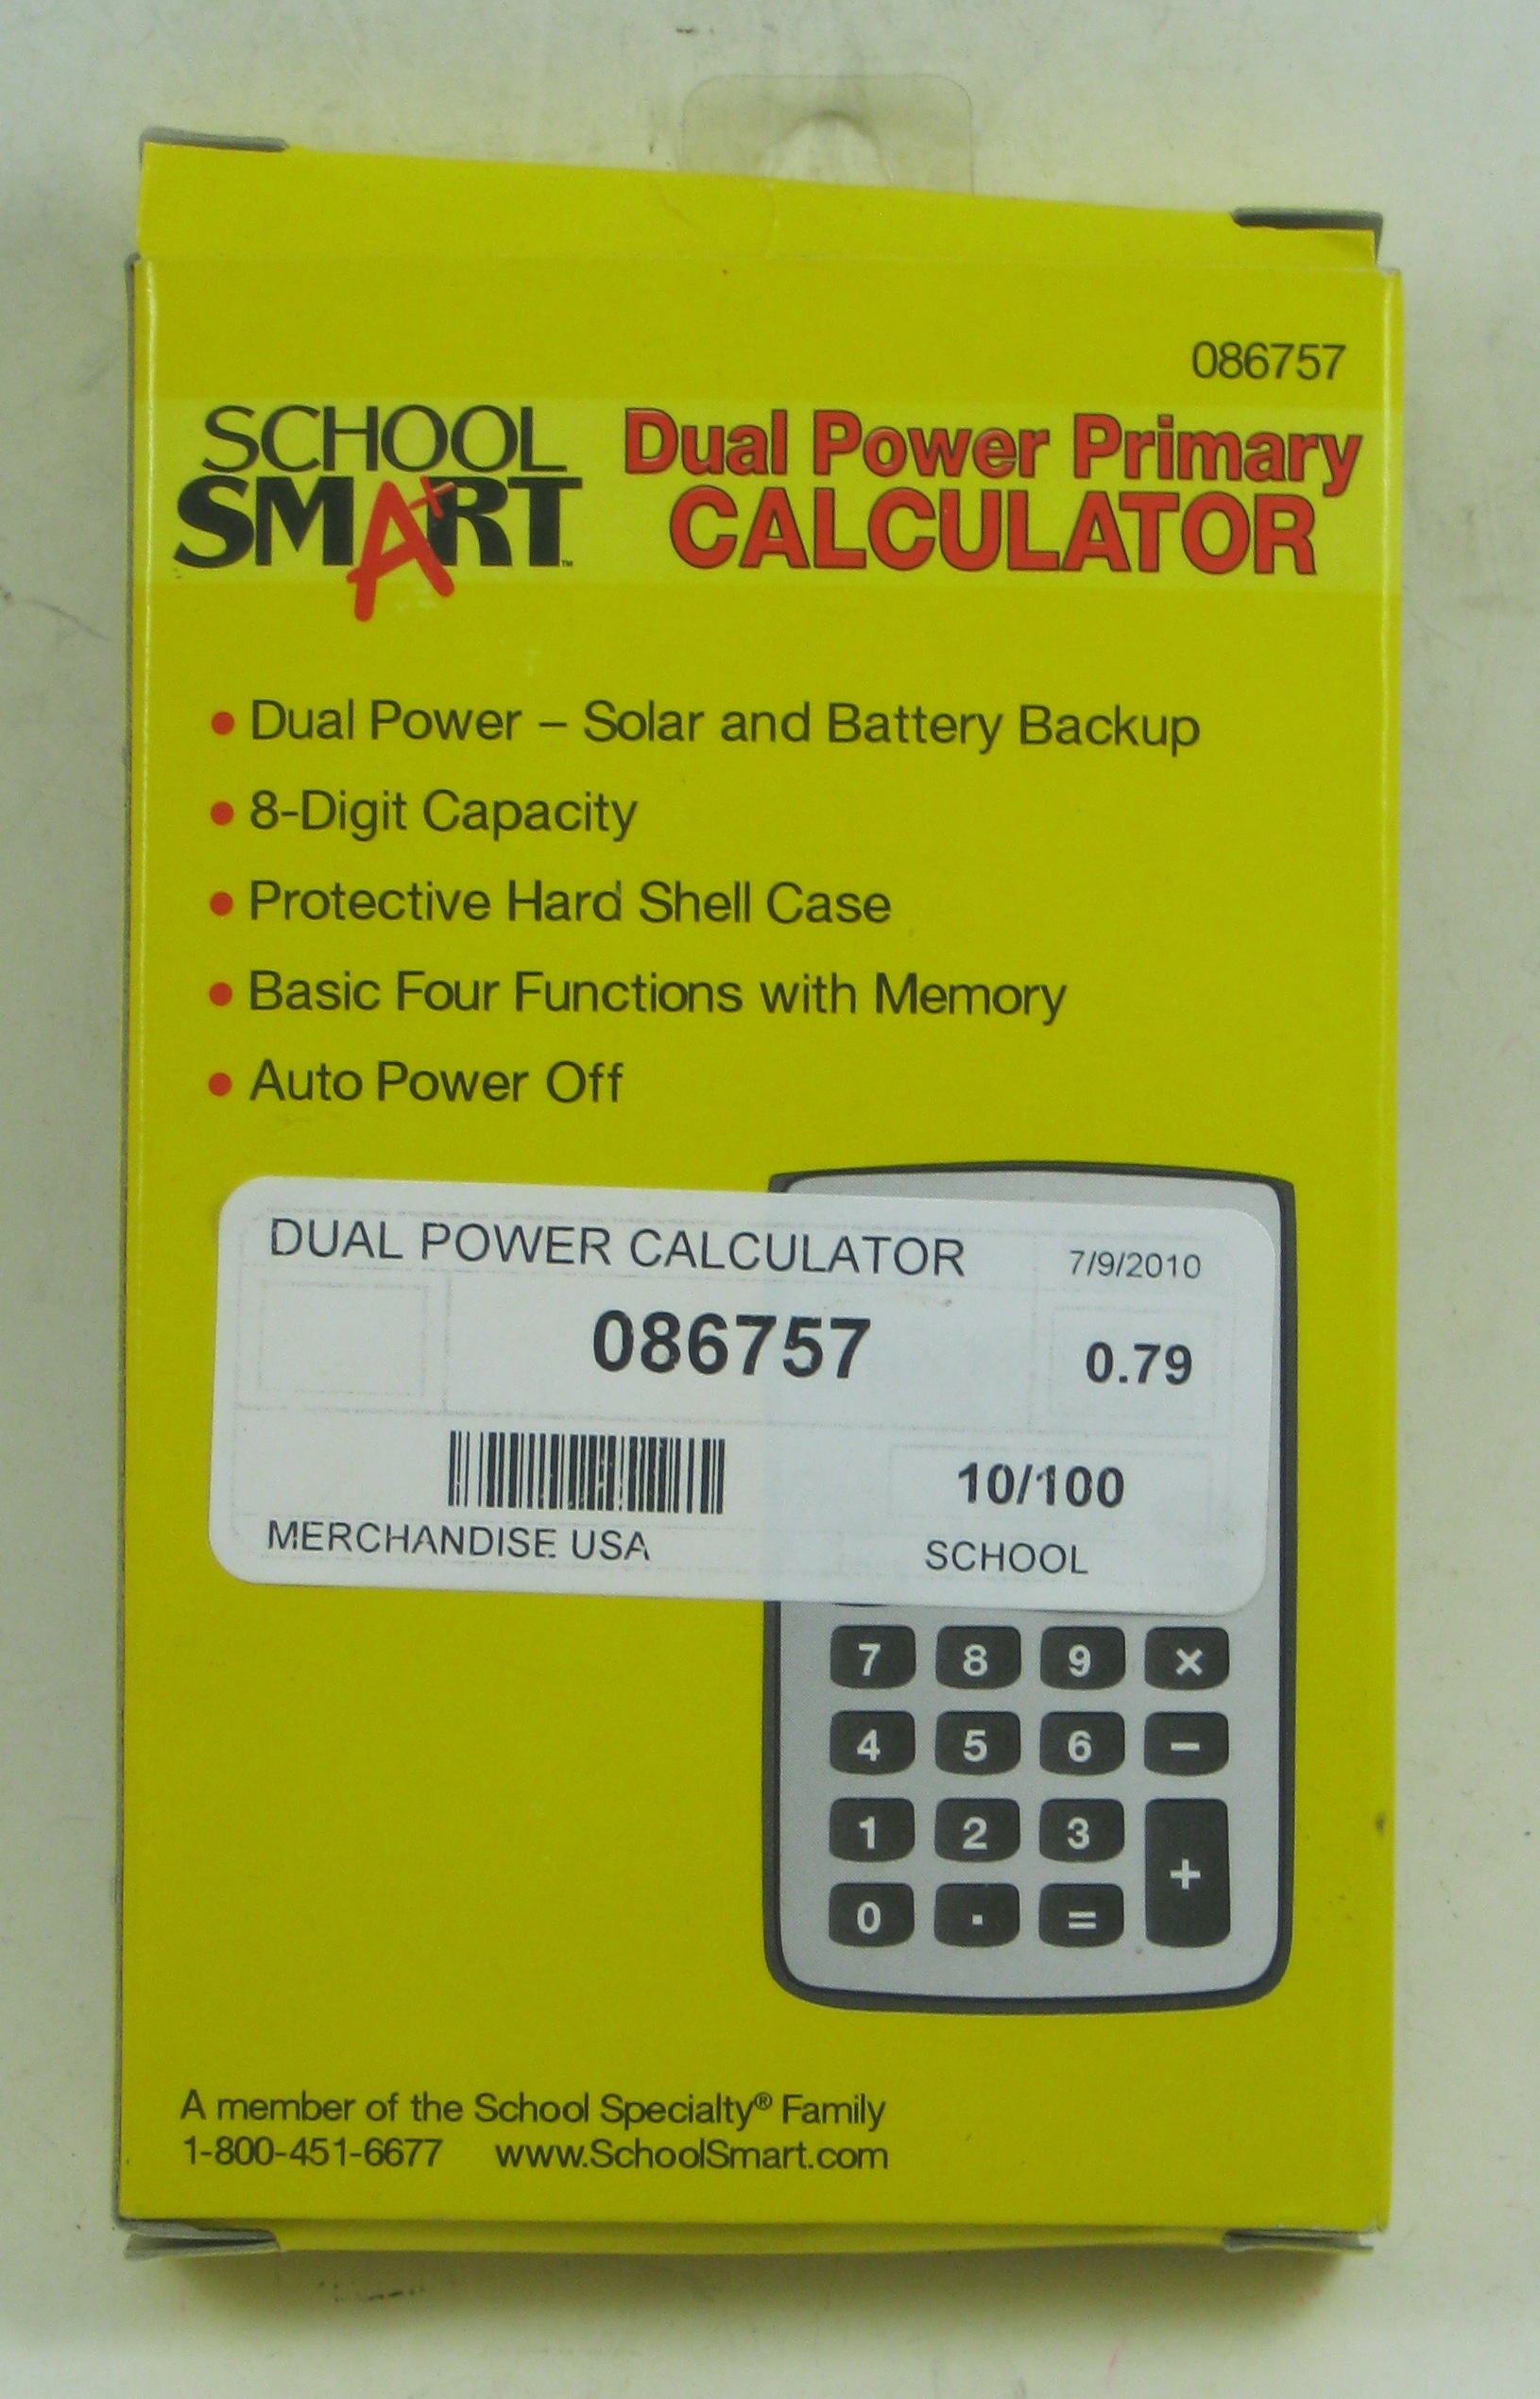 086757
SCHOOL
SMA+RT™
Dual Power Primary
CALCULATOR
• Dual Power – Solar and Battery Backup
• 8-Digit Capacity
• Protective Hard Shell Case
• Basic Four Functions with Memory
• Auto Power Off
DUAL POWER CALCULATOR 7/9/2010
086757 0.79
10/100
MERCHANDISE USA SCHOOL
7 8 9 ×
4 5 6 −
1 2 3
+
0 . =
A member of the School Specialty® Family
1-800-451-6677 www.SchoolSmart.com